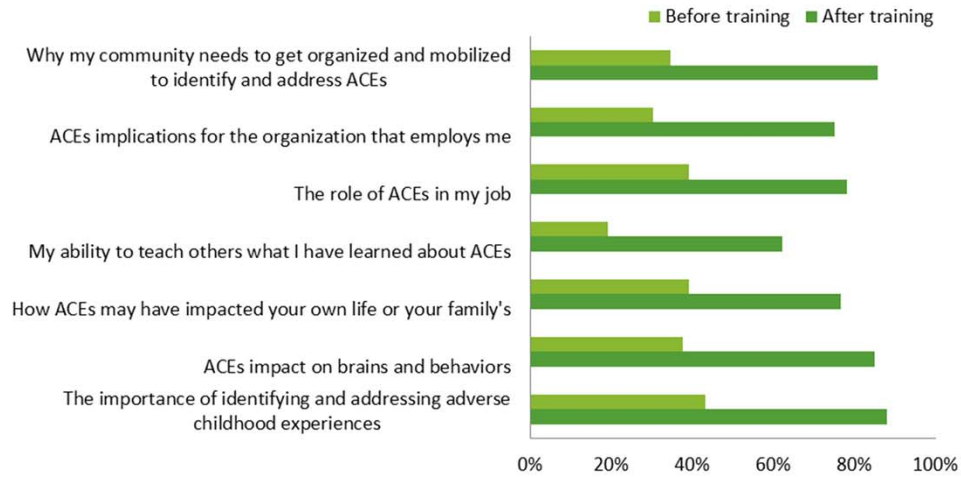 Before training After training
Why my community needs to get organized and mobilized
to identify and address ACEs
ACEs implications for the organization that employs me
The role of ACEs in my job
My ability to teach others what I have learned about ACEs
How ACEs may have impacted your own life or your family's
ACEs impact on brains and behaviors
The importance of identifying and addressing adverse
childhood experiences
0% 20% 40% 60% 80% 100%